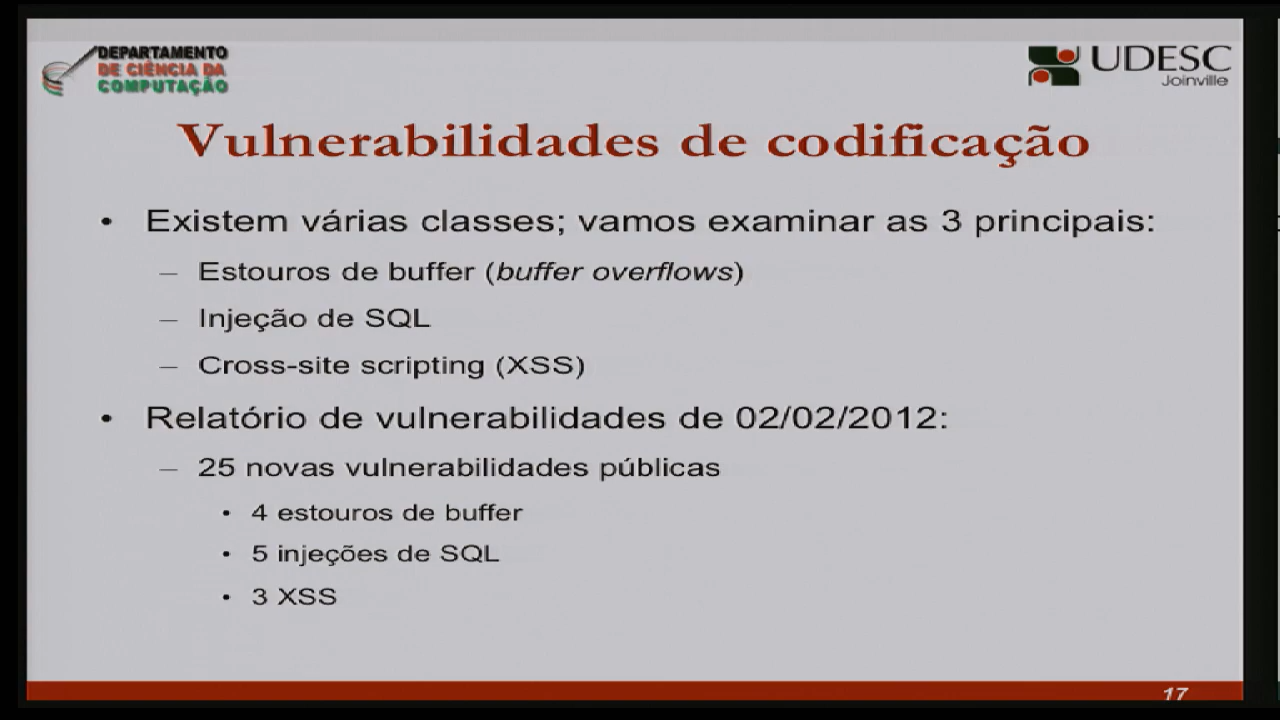 DEPARTAMENTO
DE CIÊNCIA DA
COMPUTAÇÃO
UDESC
Joinville
Vulnerabilidades de codificação
• Existem várias classes; vamos examinar as 3 principais:
– Estouros de buffer (buffer overflows)
– Injeção de SQL
– Cross-site scripting (XSS)
• Relatório de vulnerabilidades de 02/02/2012:
– 25 novas vulnerabilidades públicas
• 4 estouros de buffer
• 5 injeções de SQL
• 3 XSS
17